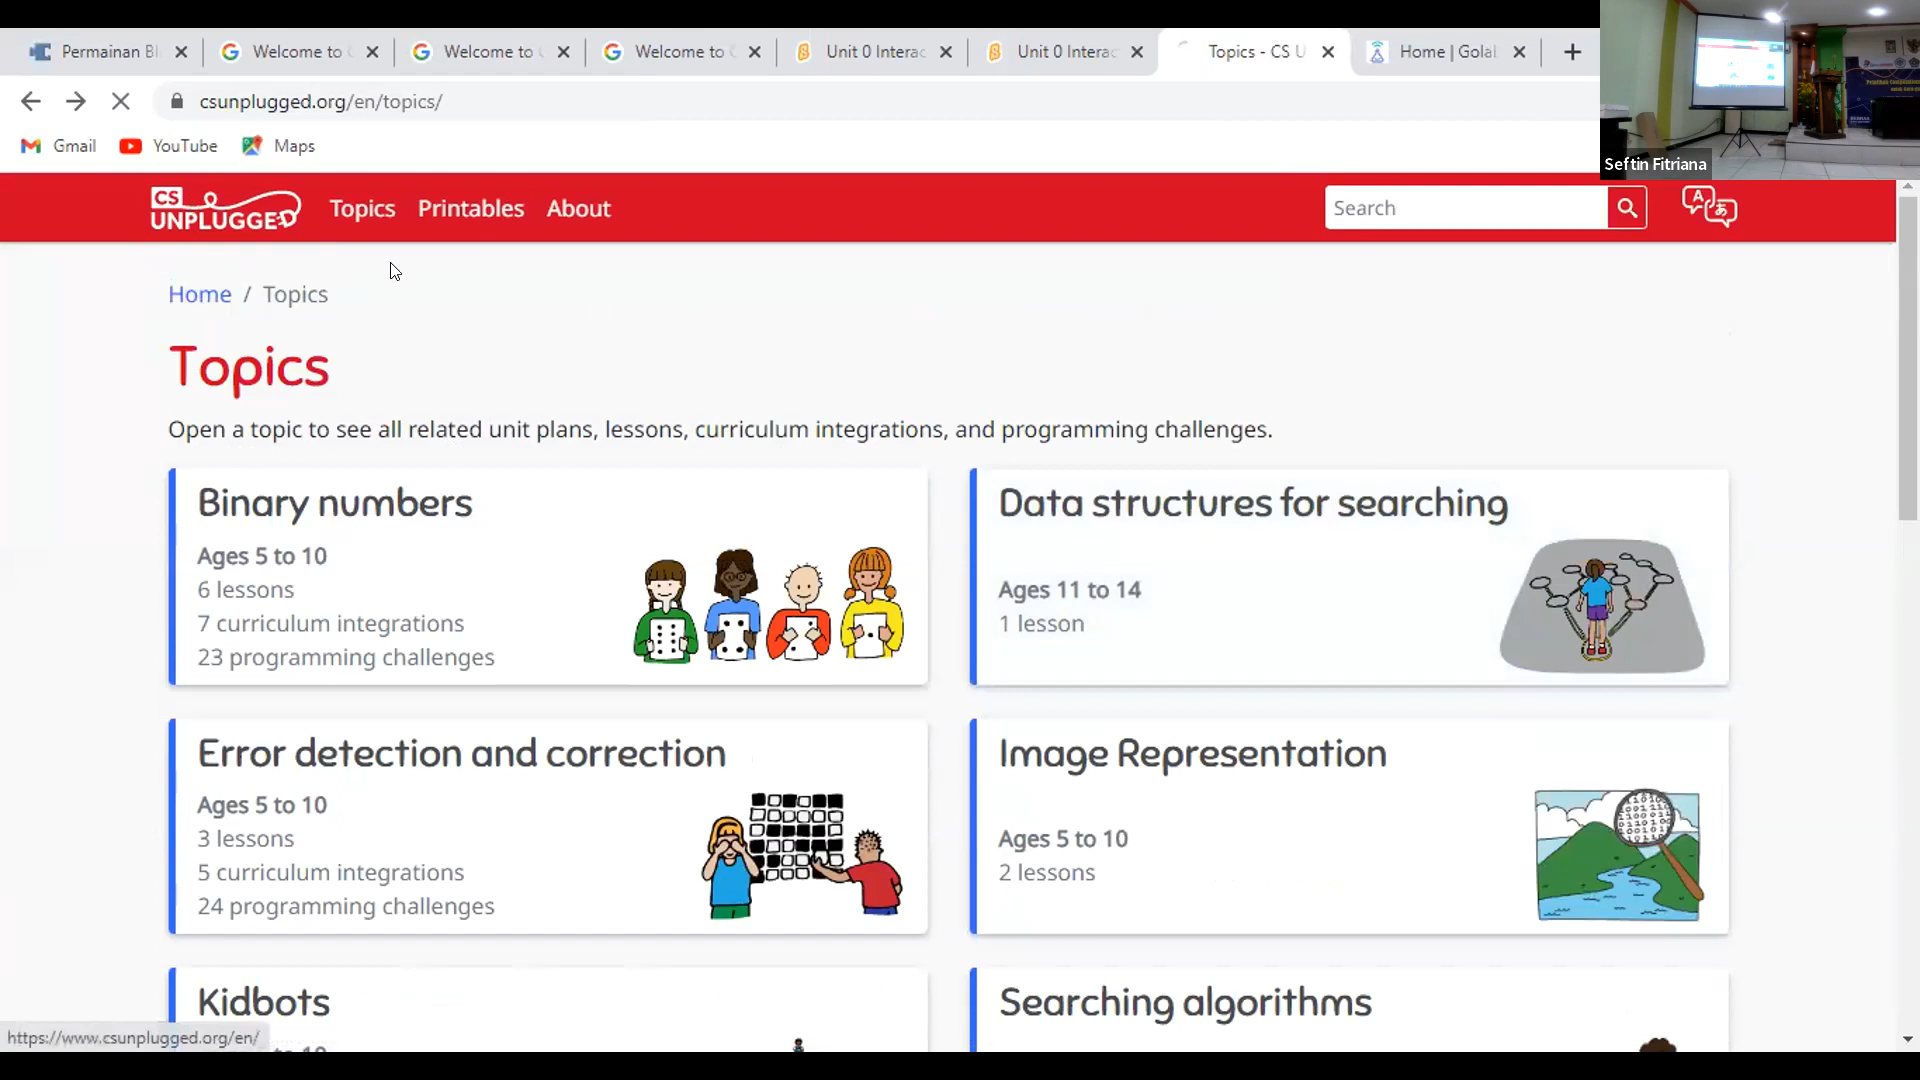 Permainan Bl
Welcome to C
Welcome to
Welcome to C
Unit 0 Interac
Unit 0 Interac
Topics - CS U
Home | Golal
csunplugged.org/en/topics/
Gmail
YouTube
Maps
Seftin Fitriana
CS
UNPLUGGED
Topics
Printables
About
Search
Home / Topics
Topics
Open a topic to see all related unit plans, lessons, curriculum integrations, and programming challenges.
Binary numbers
Ages 5 to 10
6 lessons
7 curriculum integrations
23 programming challenges
Data structures for searching
Ages 11 to 14
1 lesson
Error detection and correction
Ages 5 to 10
3 lessons
5 curriculum integrations
24 programming challenges
Image Representation
Ages 5 to 10
2 lessons
Kidbots
Searching algorithms
https://www.csunplugged.org/en/